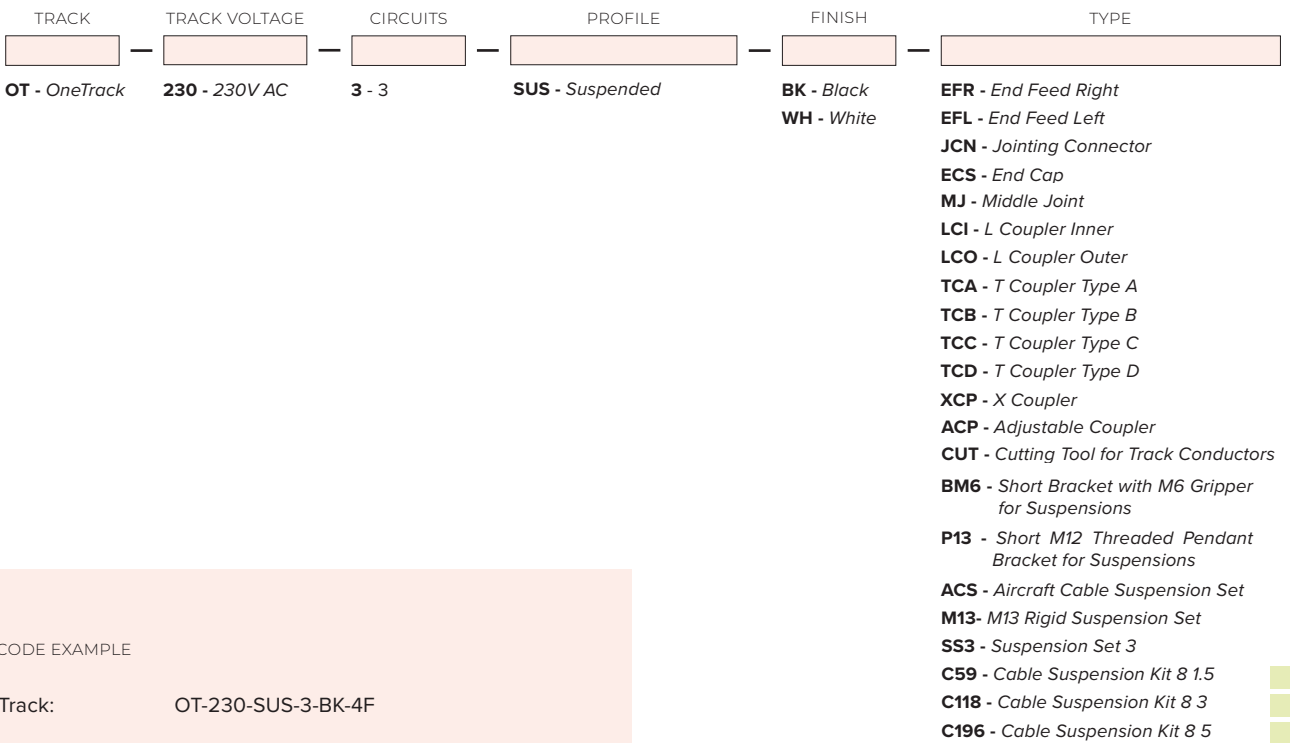 TRACK TRACK VOLTAGE CIRCUITS PROFILE FINISH TYPE
— — — — —
OT - OneTrack 230 - 230V AC 3 - 3 SUS - Suspended BK - Black EFR - End Feed Right
WH - White EFL - End Feed Left
JCN - Jointing Connector
ECS - End Cap
MJ - Middle Joint
LCI - L Coupler Inner
LCO - L Coupler Outer
TCA - T Coupler Type A
TCB - T Coupler Type B
TCC - T Coupler Type C
TCD - T Coupler Type D
XCP - X Coupler
ACP - Adjustable Coupler
CUT - Cutting Tool for Track Conductors
BM6 - Short Bracket with M6 Gripper
for Suspensions
P13 - Short M12 Threaded Pendant
Bracket for Suspensions
ACS - Aircraft Cable Suspension Set
M13- M13 Rigid Suspension Set
SS3 - Suspension Set 3
C59 - Cable Suspension Kit 8 1.5
C118 - Cable Suspension Kit 8 3
C196 - Cable Suspension Kit 8 5
CODE EXAMPLE
Track: OT-230-SUS-3-BK-4F